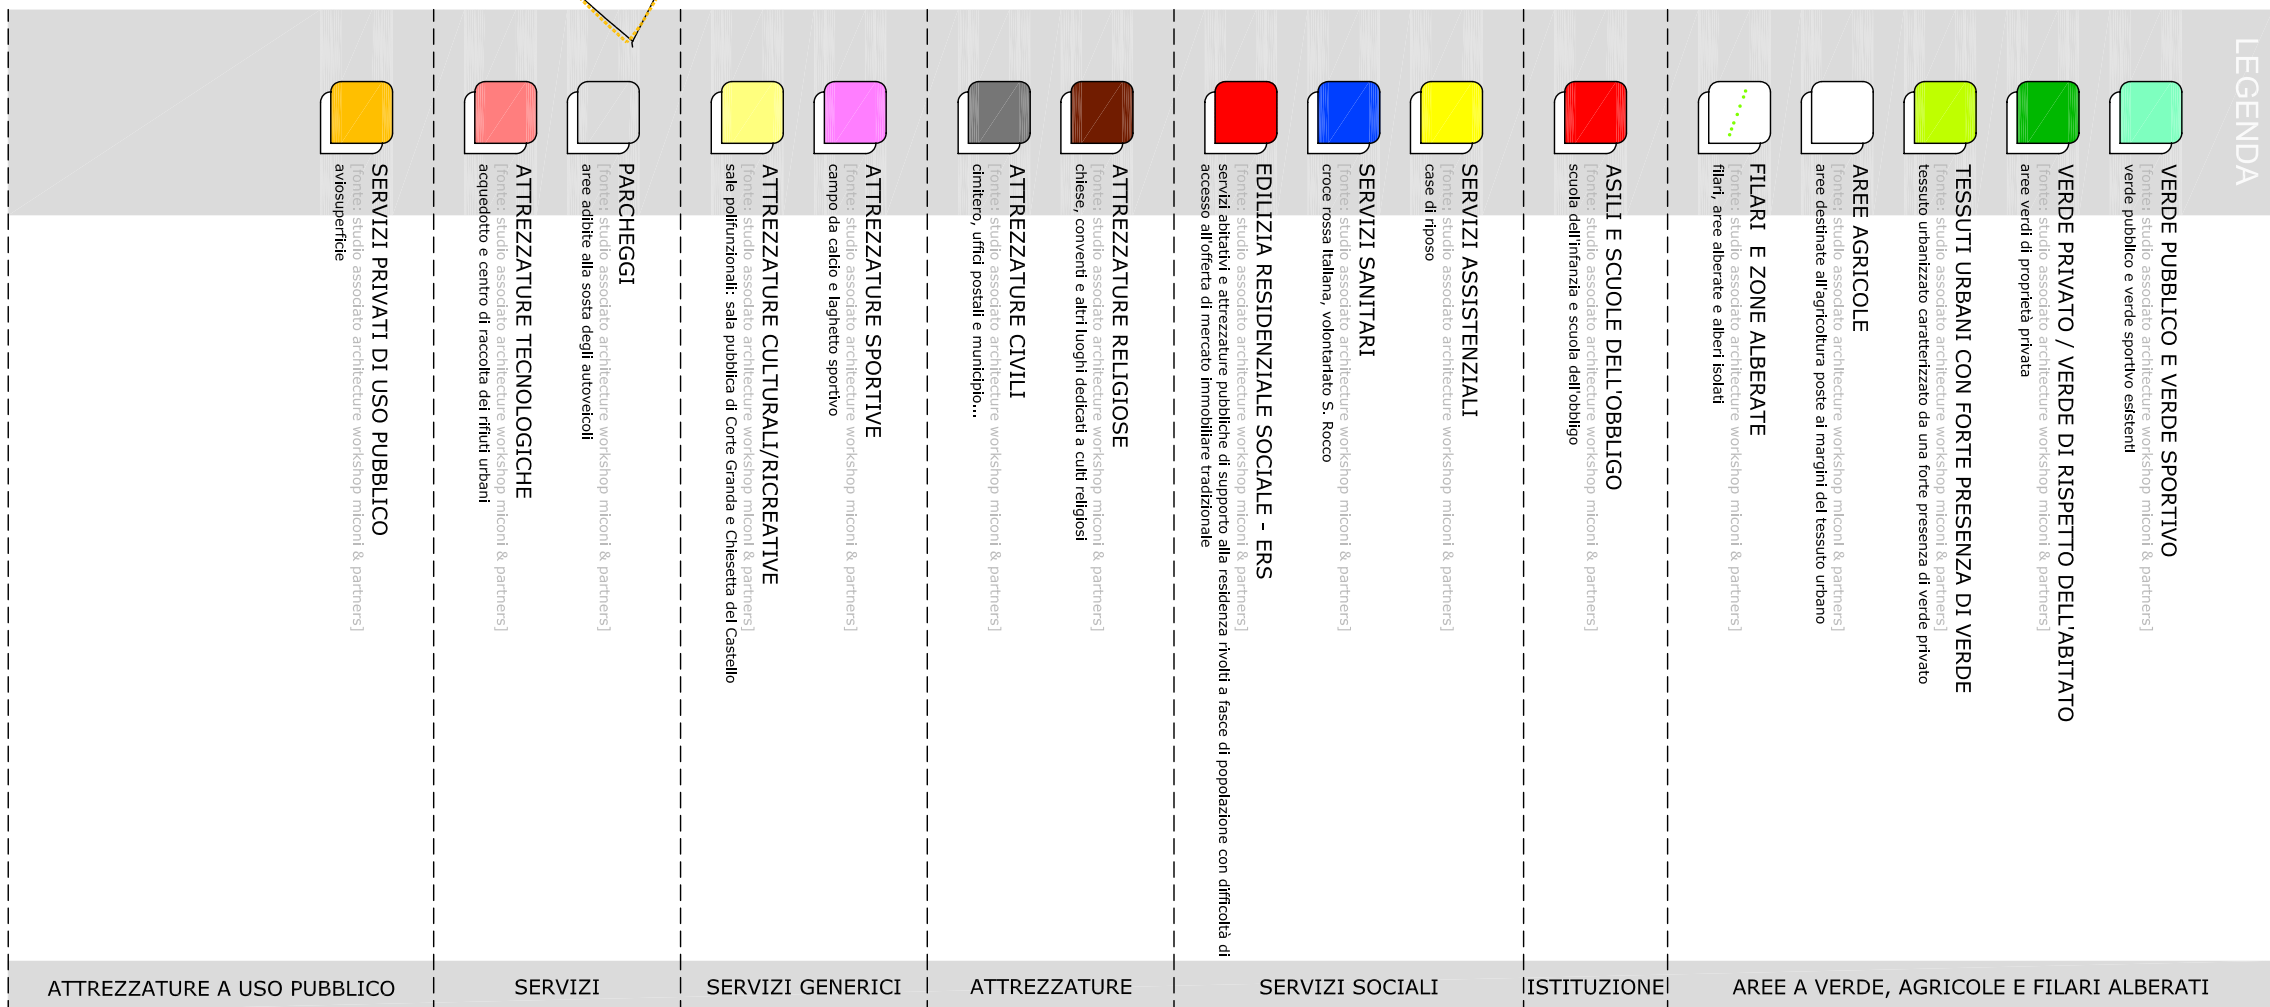 LEGENDA
VERDE PUBBLICO E VERDE SPORTIVO
[fonte: studio associato architecture workshop miconi & partners]
verde pubblico e verde sportivo esistenti
VERDE PRIVATO / VERDE DI RISPETTO DELL'ABITATO
[fonte: studio associato architecture workshop miconi & partners]
aree verdi di proprietà privata
TESSUTI URBANI CON FORTE PRESENZA DI VERDE
[fonte: studio associato architecture workshop miconi & partners]
tessuto urbanizzato caratterizzato da una forte presenza di verde privato
AREE AGRICOLE
[fonte: studio associato architecture workshop miconi & partners]
aree destinate all'agricoltura poste ai margini del tessuto urbano
FILARI E ZONE ALBERATE
[fonte: studio associato architecture workshop miconi & partners]
filari, aree alberate e alberi isolati
AREE A VERDE, AGRICOLE E FILARI ALBERATI
ASILI E SCUOLE DELL'OBBLIGO
[fonte: studio associato architecture workshop miconi & partners]
scuola dell'infanzia e scuola dell'obbligo
ISTITUZIONE
SERVIZI ASSISTENZIALI
[fonte: studio associato architecture workshop miconi & partners]
case di riposo
SERVIZI SANITARI
[fonte: studio associato architecture workshop miconi & partners]
croce rossa Italiana, volontariato S. Rocco
EDILIZIA RESIDENZIALE SOCIALE - ERS
[fonte: studio associato architecture workshop miconi & partners]
servizi abitativi e attrezzature pubbliche di supporto alla residenza rivolti a fasce di popolazione con difficoltà di
accesso all'offerta di mercato immobiliare tradizionale
SERVIZI SOCIALI
ATTREZZATURE RELIGIOSE
[fonte: studio associato architecture workshop miconi & partners]
chiese, conventi e altri luoghi dedicati a culti religiosi
ATTREZZATURE CIVILI
[fonte: studio associato architecture workshop miconi & partners]
cimitero, uffici postali e municipio...
ATTREZZATURE
ATTREZZATURE SPORTIVE
[fonte: studio associato architecture workshop miconi & partners]
campo da calcio e laghetto sportivo
ATTREZZATURE CULTURALI/RICREATIVE
[fonte: studio associato architecture workshop miconi & partners]
sale polifunzionali: sala pubblica di Corte Granda e Chiesetta del Castello
SERVIZI GENERICI
PARCHEGGI
[fonte: studio associato architecture workshop miconi & partners]
aree adibite alla sosta degli autoveicoli
ATTREZZATURE TECNOLOGICHE
[fonte: studio associato architecture workshop miconi & partners]
acquedotto e centro di raccolta dei rifiuti urbani
SERVIZI
SERVIZI PRIVATI DI USO PUBBLICO
[fonte: studio associato architecture workshop miconi & partners]
aviosuperficie
ATTREZZATURE A USO PUBBLICO